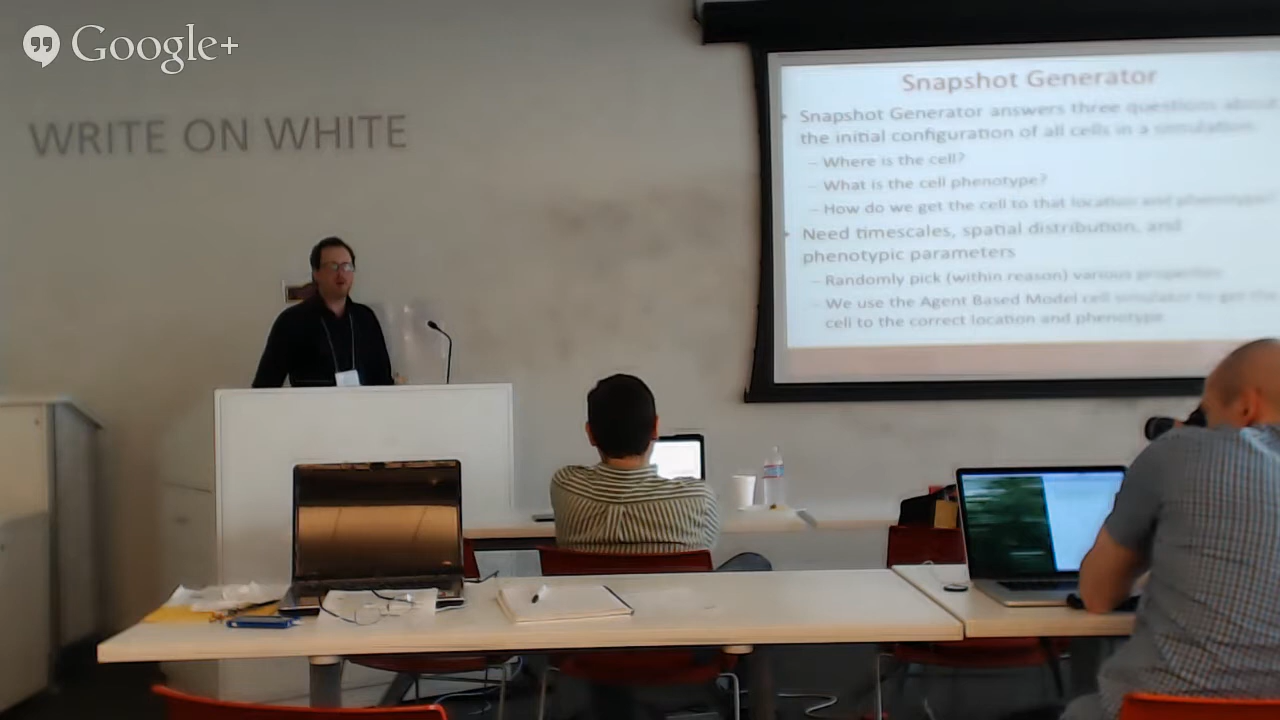 Google+
WRITE ON WHITE
Snapshot Generator
Snapshot Generator answers three questions about
the initial configuration of all cells in a simulation.
– Where is the cell?
– What is the cell phenotype?
– How do we get the cell to that location and phenotype?
Need timescales, spatial distribution, and
phenotypic parameters
– Randomly pick (within reason) various properties
– We use the Agent Based Model cell simulator to get the
cell to the correct location and phenotype